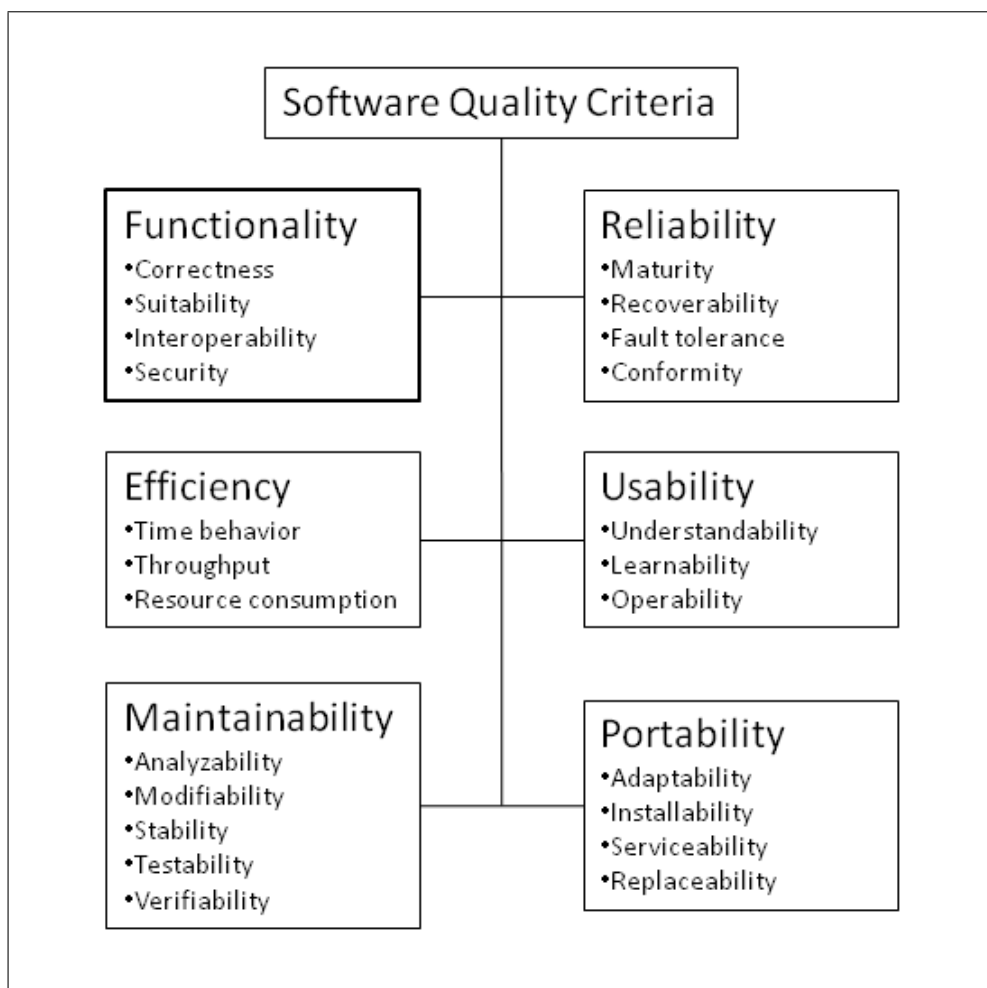 Software Quality Criteria
Functionality
•Correctness
•Suitability
•Interoperability
•Security
Reliability
•Maturity
•Recoverability
•Fault tolerance
•Conformity
Efficiency
•Time behavior
•Throughput
•Resource consumption
Usability
•Understandability
•Learnability
•Operability
Maintainability
•Analyzability
•Modifiability
•Stability
•Testability
•Verifiability
Portability
•Adaptability
•Installability
•Serviceability
•Replaceability